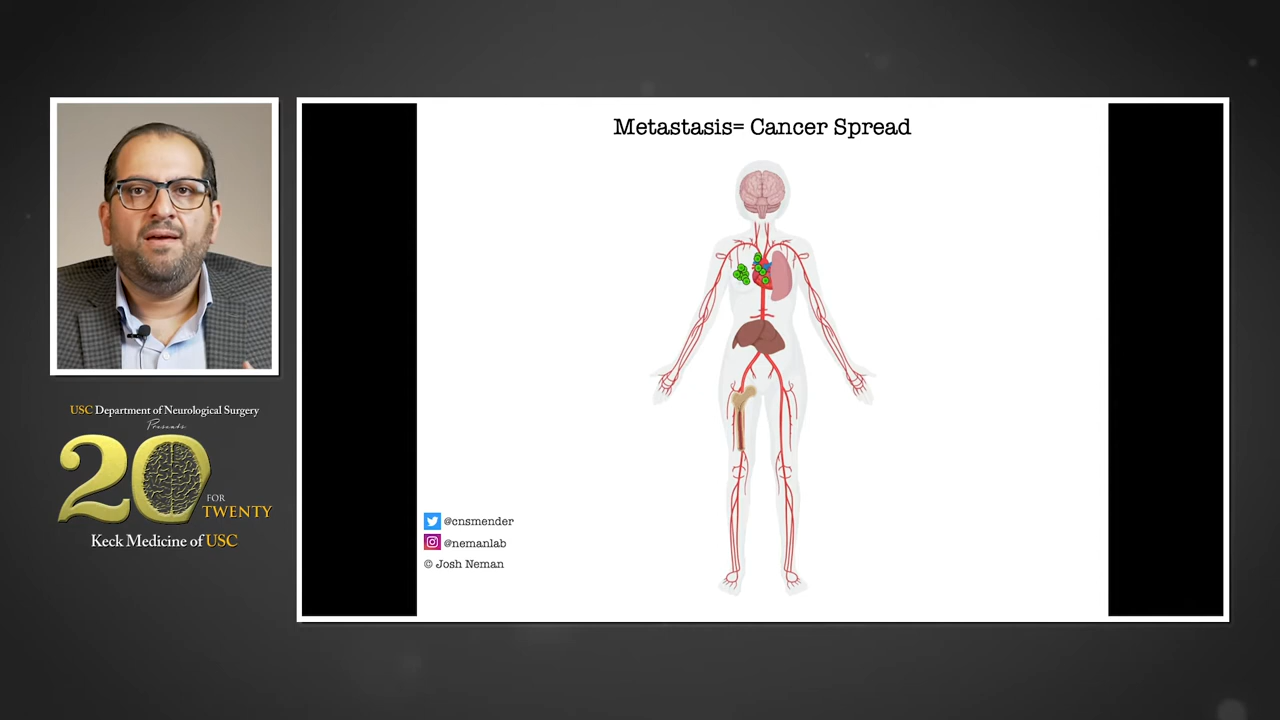 Metastasis= Cancer Spread
USC Department of Neurological Surgery
Presents
20
FOR
TWENTY
Keck Medicine of USC
@cnsmender
@nemanlab
© Josh Neman